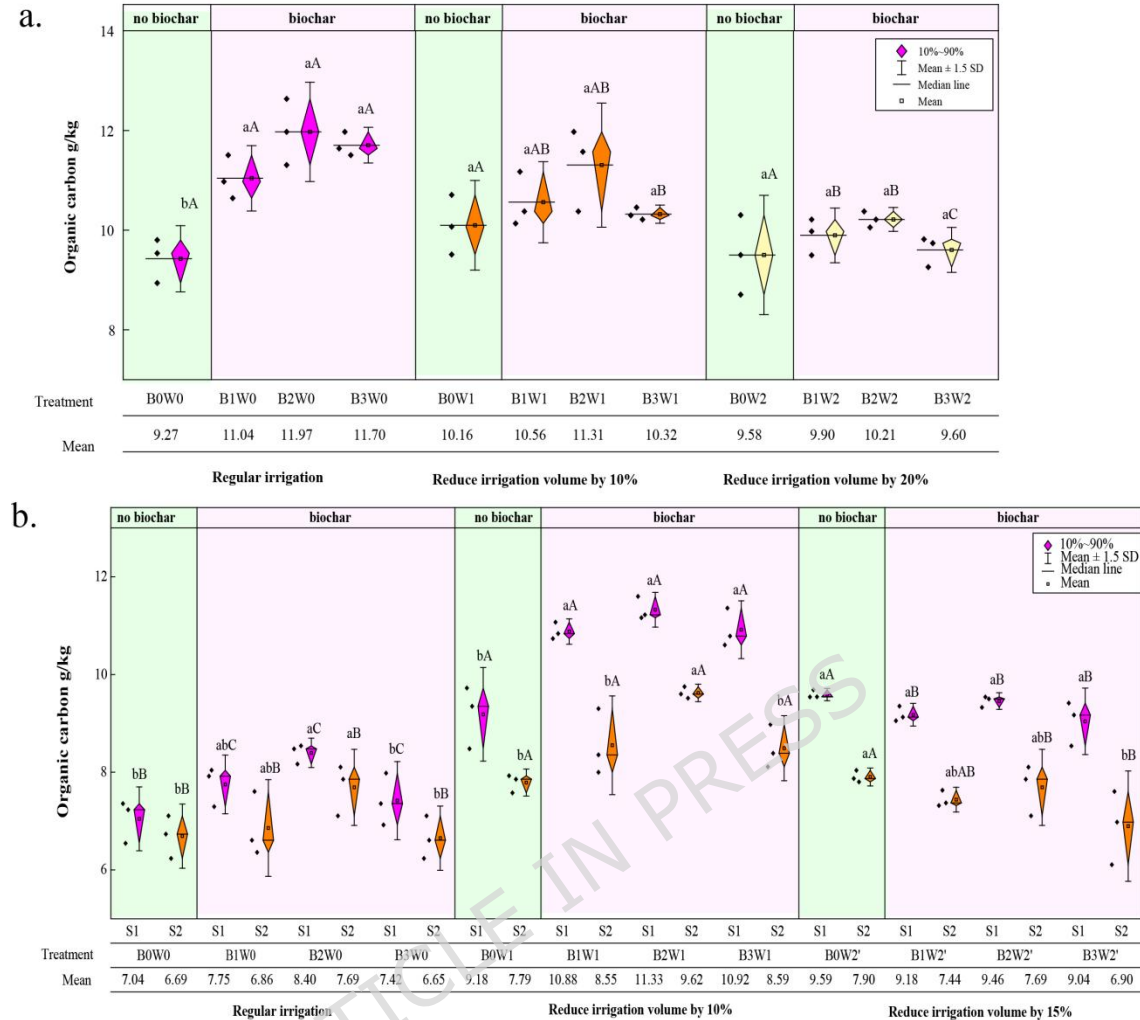 a.
no biochar biochar no biochar biochar no biochar biochar
14
12
10
8
Organic carbon g/kg
10%~90%
Mean ± 1.5 SD
Median line
Mean
bA aA aA aA aA aAB aAB aB aA aB aB aC
Treatment B0W0 B1W0 B2W0 B3W0 B0W1 B1W1 B2W1 B3W1 B0W2 B1W2 B2W2 B3W2
Mean 9.27 11.04 11.97 11.70 10.16 10.56 11.31 10.32 9.58 9.90 10.21 9.60
Regular irrigation Reduce irrigation volume by 10% Reduce irrigation volume by 20%
b.
no biochar biochar no biochar biochar no biochar biochar
12
10
8
6
Organic carbon g/kg
10%~90%
Mean ± 1.5 SD
Median line
Mean
bB bB abC abB aC aB bC bB bA bA aA bA aA aA aA bA aA aA aB abAB aB abB aB bB
S1 S2 S1 S2 S1 S2 S1 S2 S1 S2 S1 S2 S1 S2 S1 S2 S1 S2 S1 S2 S1 S2 S1 S2
Treatment B0W0 B1W0 B2W0 B3W0 B0W1 B1W1 B2W1 B3W1 B0W2' B1W2' B2W2' B3W2'
Mean 7.04 6.69 7.75 6.86 8.40 7.69 7.42 6.65 9.18 7.79 10.88 8.55 11.33 9.62 10.92 8.59 9.59 7.90 9.18 7.44 9.46 7.69 9.04 6.90
Regular irrigation Reduce irrigation volume by 10% Reduce irrigation volume by 15%
ARTICLE IN PRESS